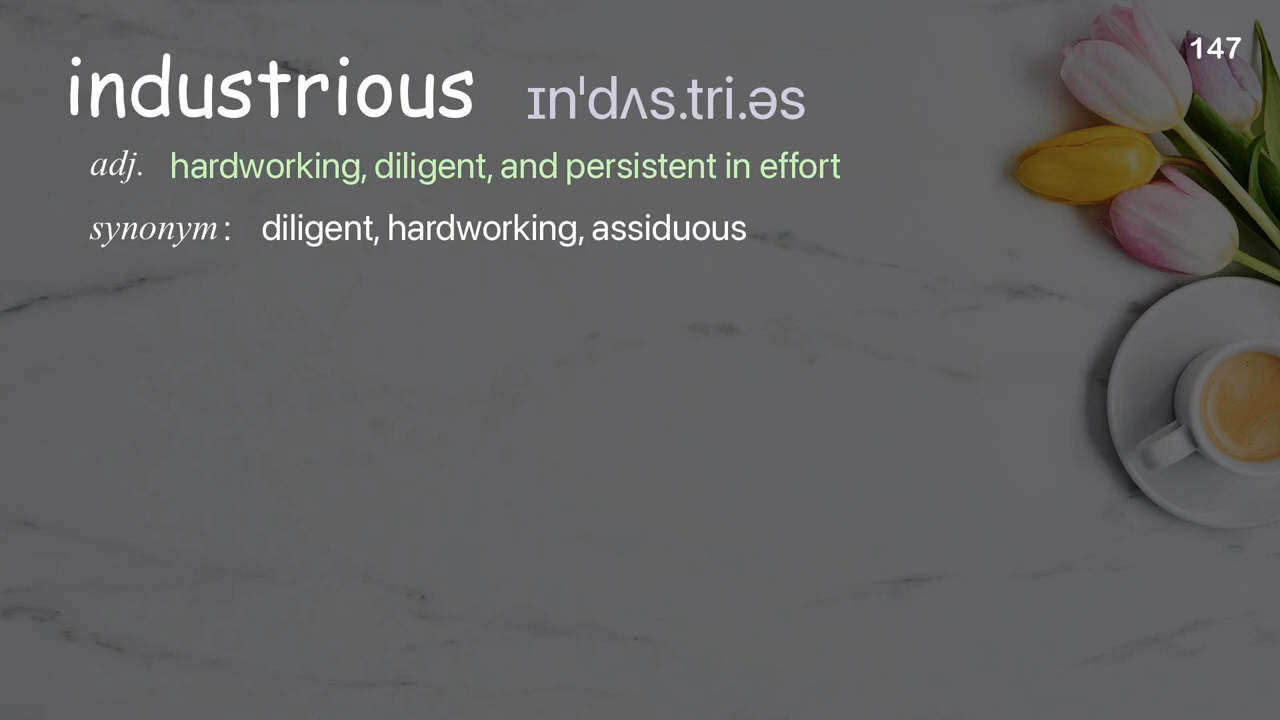 147
industrious ɪnˈdʌs.tri.əs
adj. hardworking, diligent, and persistent in effort
synonym: diligent, hardworking, assiduous